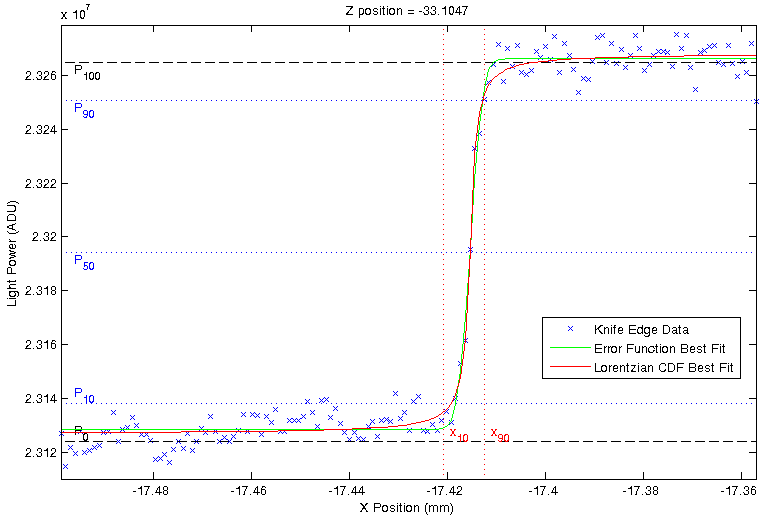 Z position = -33.1047
x 10^7
2.326
2.324
2.322
2.32
2.318
2.316
2.314
2.312
Light Power (ADU)
P100
P90
P50
P10
P0
x10
x90
Knife Edge Data
Error Function Best Fit
Lorentzian CDF Best Fit
-17.48 -17.46 -17.44 -17.42 -17.4 -17.38 -17.36
X Position (mm)